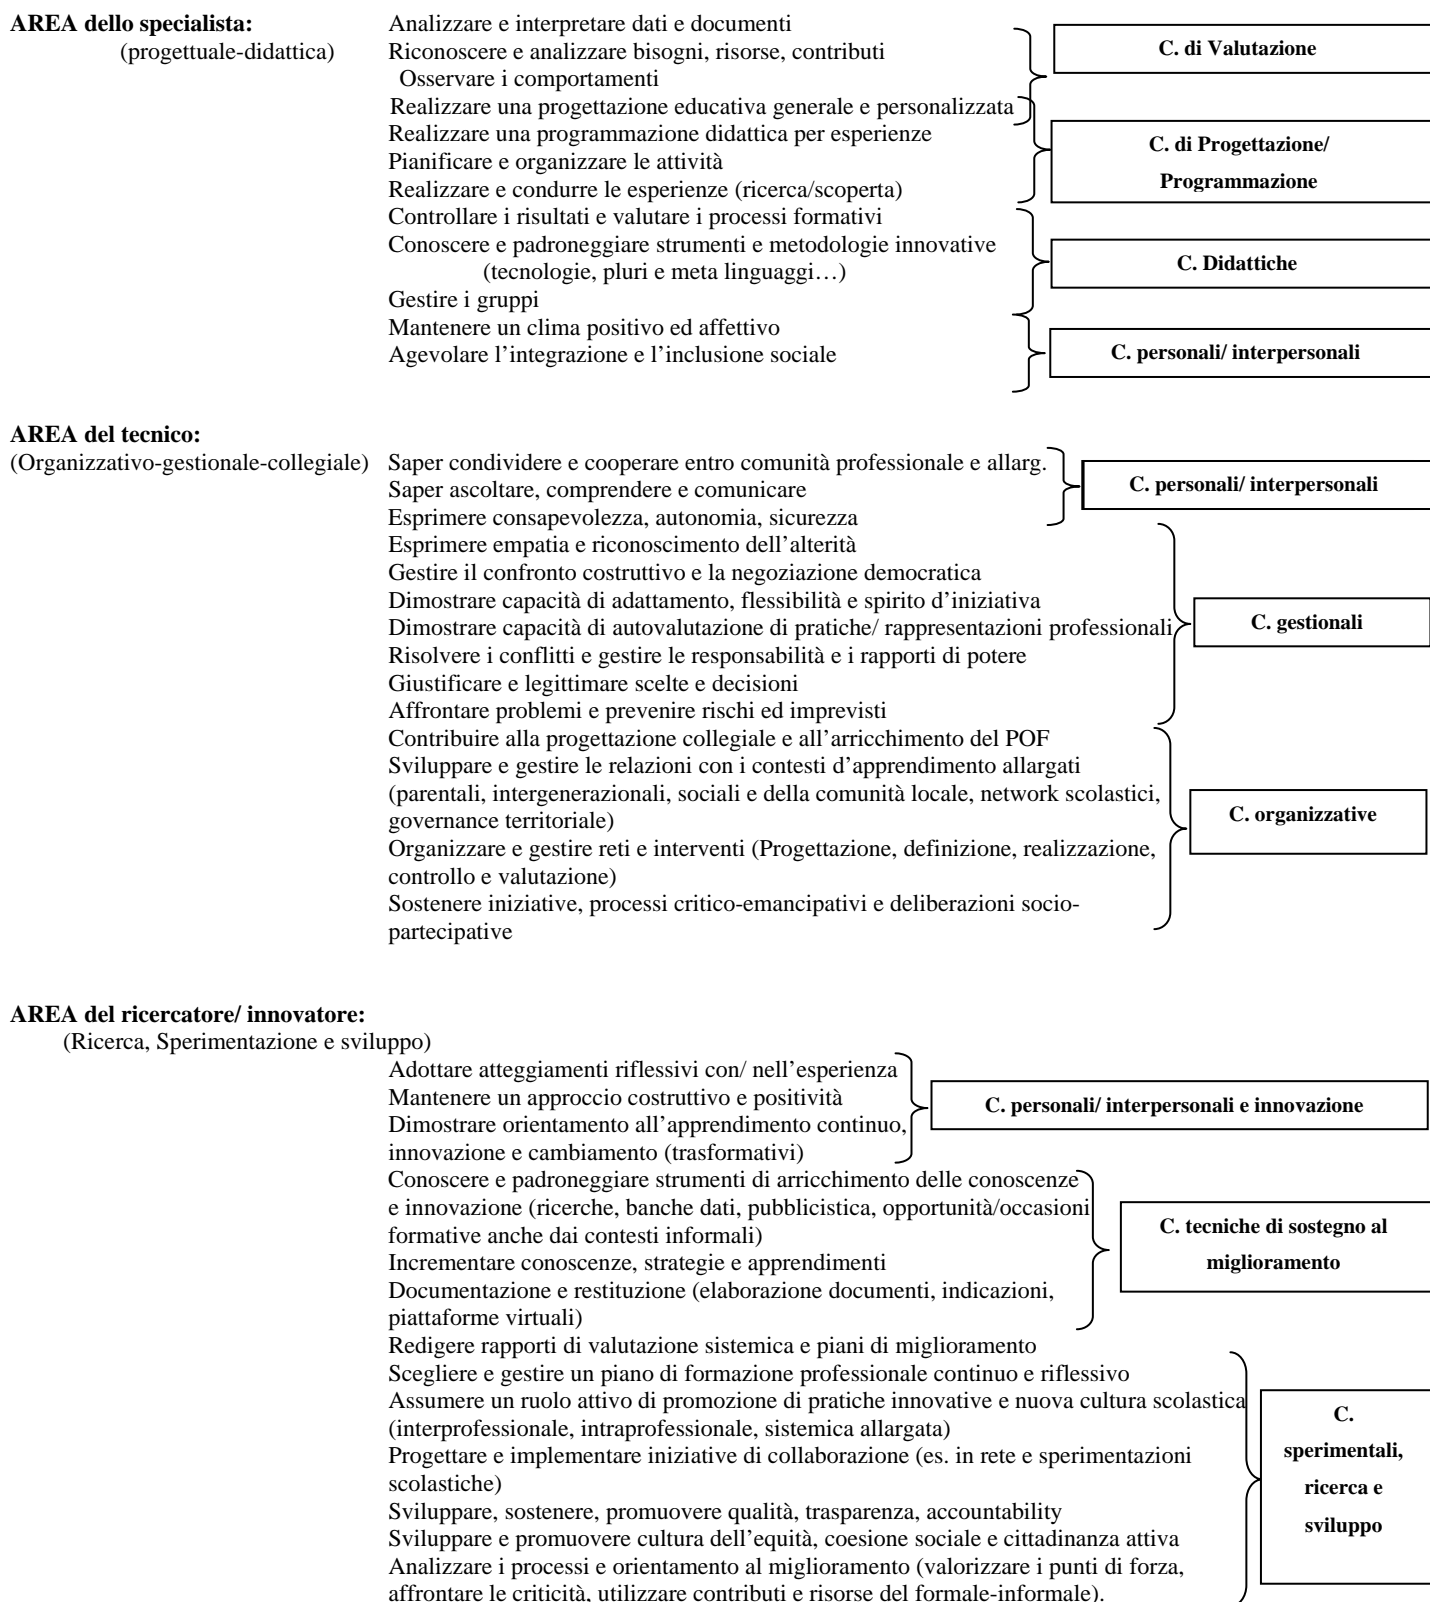 AREA dello specialista:
(progettuale-didattica)
Analizzare e interpretare dati e documenti
Riconoscere e analizzare bisogni, risorse, contributi
Osservare i comportamenti
C. di Valutazione
Realizzare una progettazione educativa generale e personalizzata
Realizzare una programmazione didattica per esperienze
Pianificare e organizzare le attività
Realizzare e condurre le esperienze (ricerca/scoperta)
C. di Progettazione/
Programmazione
Controllare i risultati e valutare i processi formativi
Conoscere e padroneggiare strumenti e metodologie innovative
(tecnologie, pluri e meta linguaggi…)
Gestire i gruppi
C. Didattiche
Mantenere un clima positivo ed affettivo
Agevolare l’integrazione e l’inclusione sociale
C. personali/ interpersonali
AREA del tecnico:
(Organizzativo-gestionale-collegiale)
Saper condividere e cooperare entro comunità professionale e allarg.
Saper ascoltare, comprendere e comunicare
Esprimere consapevolezza, autonomia, sicurezza
C. personali/ interpersonali
Esprimere empatia e riconoscimento dell’alterità
Gestire il confronto costruttivo e la negoziazione democratica
Dimostrare capacità di adattamento, flessibilità e spirito d’iniziativa
Dimostrare capacità di autovalutazione di pratiche/ rappresentazioni professionali
Risolvere i conflitti e gestire le responsabilità e i rapporti di potere
Giustificare e legittimare scelte e decisioni
Affrontare problemi e prevenire rischi ed imprevisti
C. gestionali
Contribuire alla progettazione collegiale e all’arricchimento del POF
Sviluppare e gestire le relazioni con i contesti d’apprendimento allargati
(parentali, intergenerazionali, sociali e della comunità locale, network scolastici,
governance territoriale)
Organizzare e gestire reti e interventi (Progettazione, definizione, realizzazione,
controllo e valutazione)
Sostenere iniziative, processi critico-emancipativi e deliberazioni socio-
partecipative
C. organizzative
AREA del ricercatore/ innovatore:
(Ricerca, Sperimentazione e sviluppo)
Adottare atteggiamenti riflessivi con/ nell’esperienza
Mantenere un approccio costruttivo e positività
Dimostrare orientamento all’apprendimento continuo,
innovazione e cambiamento (trasformativi)
C. personali/ interpersonali e innovazione
Conoscere e padroneggiare strumenti di arricchimento delle conoscenze
e innovazione (ricerche, banche dati, pubblicistica, opportunità/occasioni
formative anche dai contesti informali)
Incrementare conoscenze, strategie e apprendimenti
Documentazione e restituzione (elaborazione documenti, indicazioni,
piattaforme virtuali)
C. tecniche di sostegno al
miglioramento
Redigere rapporti di valutazione sistemica e piani di miglioramento
Scegliere e gestire un piano di formazione professionale continuo e riflessivo
Assumere un ruolo attivo di promozione di pratiche innovative e nuova cultura scolastica
(interprofessionale, intraprofessionale, sistemica allargata)
Progettare e implementare iniziative di collaborazione (es. in rete e sperimentazioni
scolastiche)
Sviluppare, sostenere, promuovere qualità, trasparenza, accountability
Sviluppare e promuovere cultura dell’equità, coesione sociale e cittadinanza attiva
Analizzare i processi e orientamento al miglioramento (valorizzare i punti di forza,
affrontare le criticità, utilizzare contributi e risorse del formale-informale).
C.
sperimentali,
ricerca e
sviluppo